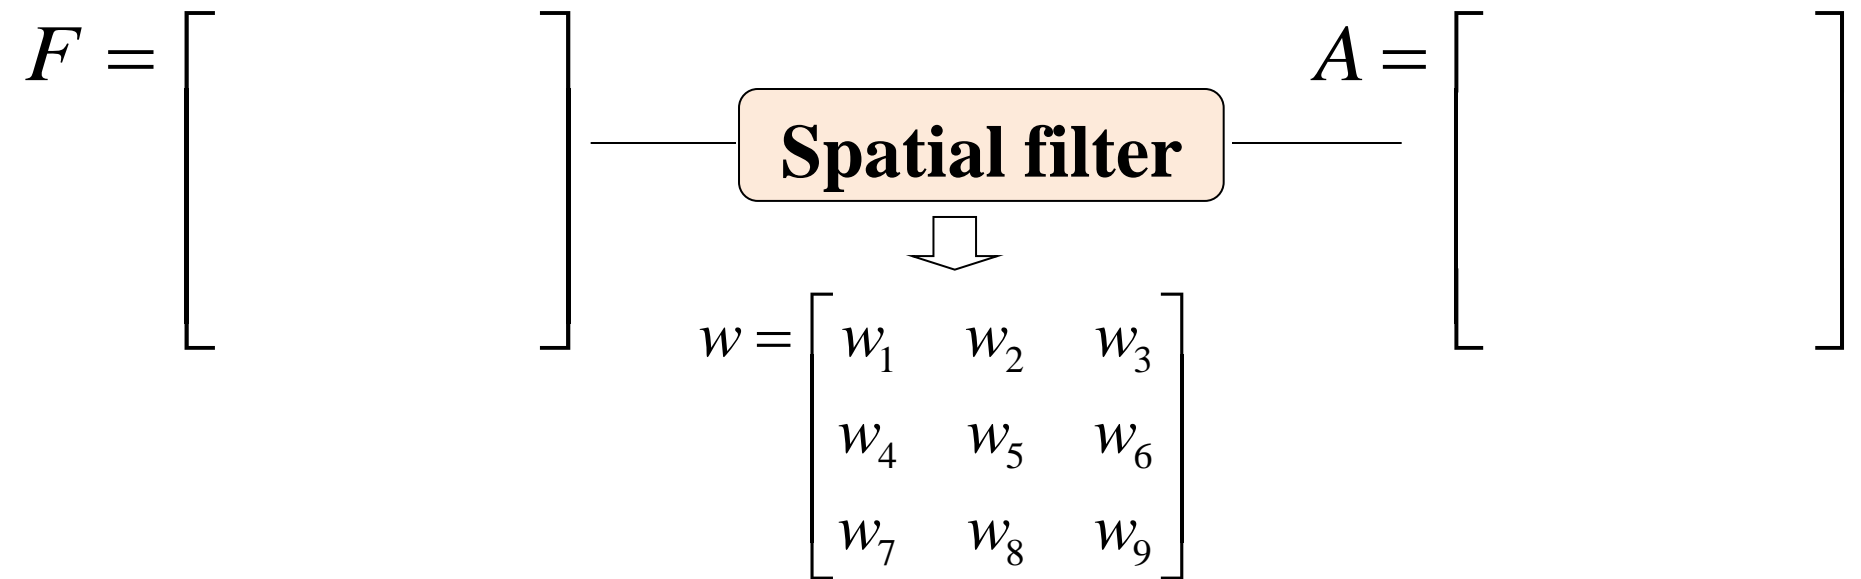 F = [ ]
A = [ ]
Spatial filter
w = [ w₁ w₂ w₃
w₄ w₅ w₆
w₇ w₈ w₉ ]